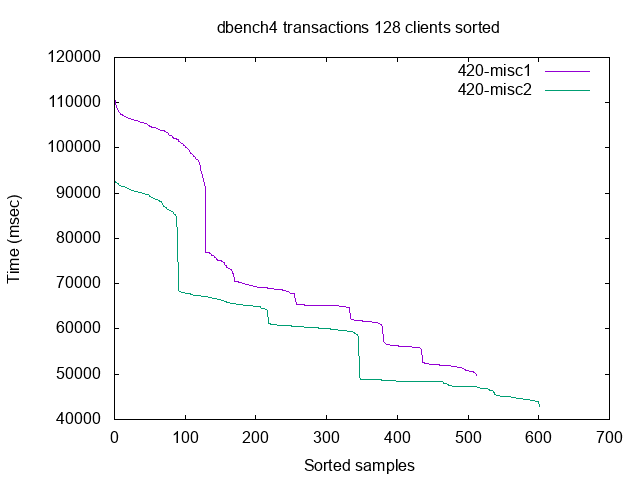 dbench4 transactions 128 clients sorted
120000
110000
100000
90000
80000
70000
60000
50000
40000
Time (msec)
420-misc1
420-misc2
0 100 200 300 400 500 600 700
Sorted samples